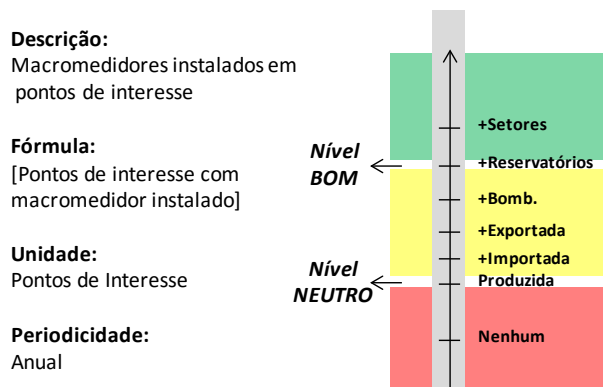 Descrição:
Macromedidores instalados em
pontos de interesse
Fórmula:
[Pontos de interesse com
macromedidor instalado]
Unidade:
Pontos de Interesse
Periodicidade:
Anual
Nível
BOM
Nível
NEUTRO
+Setores
+Reservatórios
+Bomb.
+Exportada
+Importada
Produzida
Nenhum